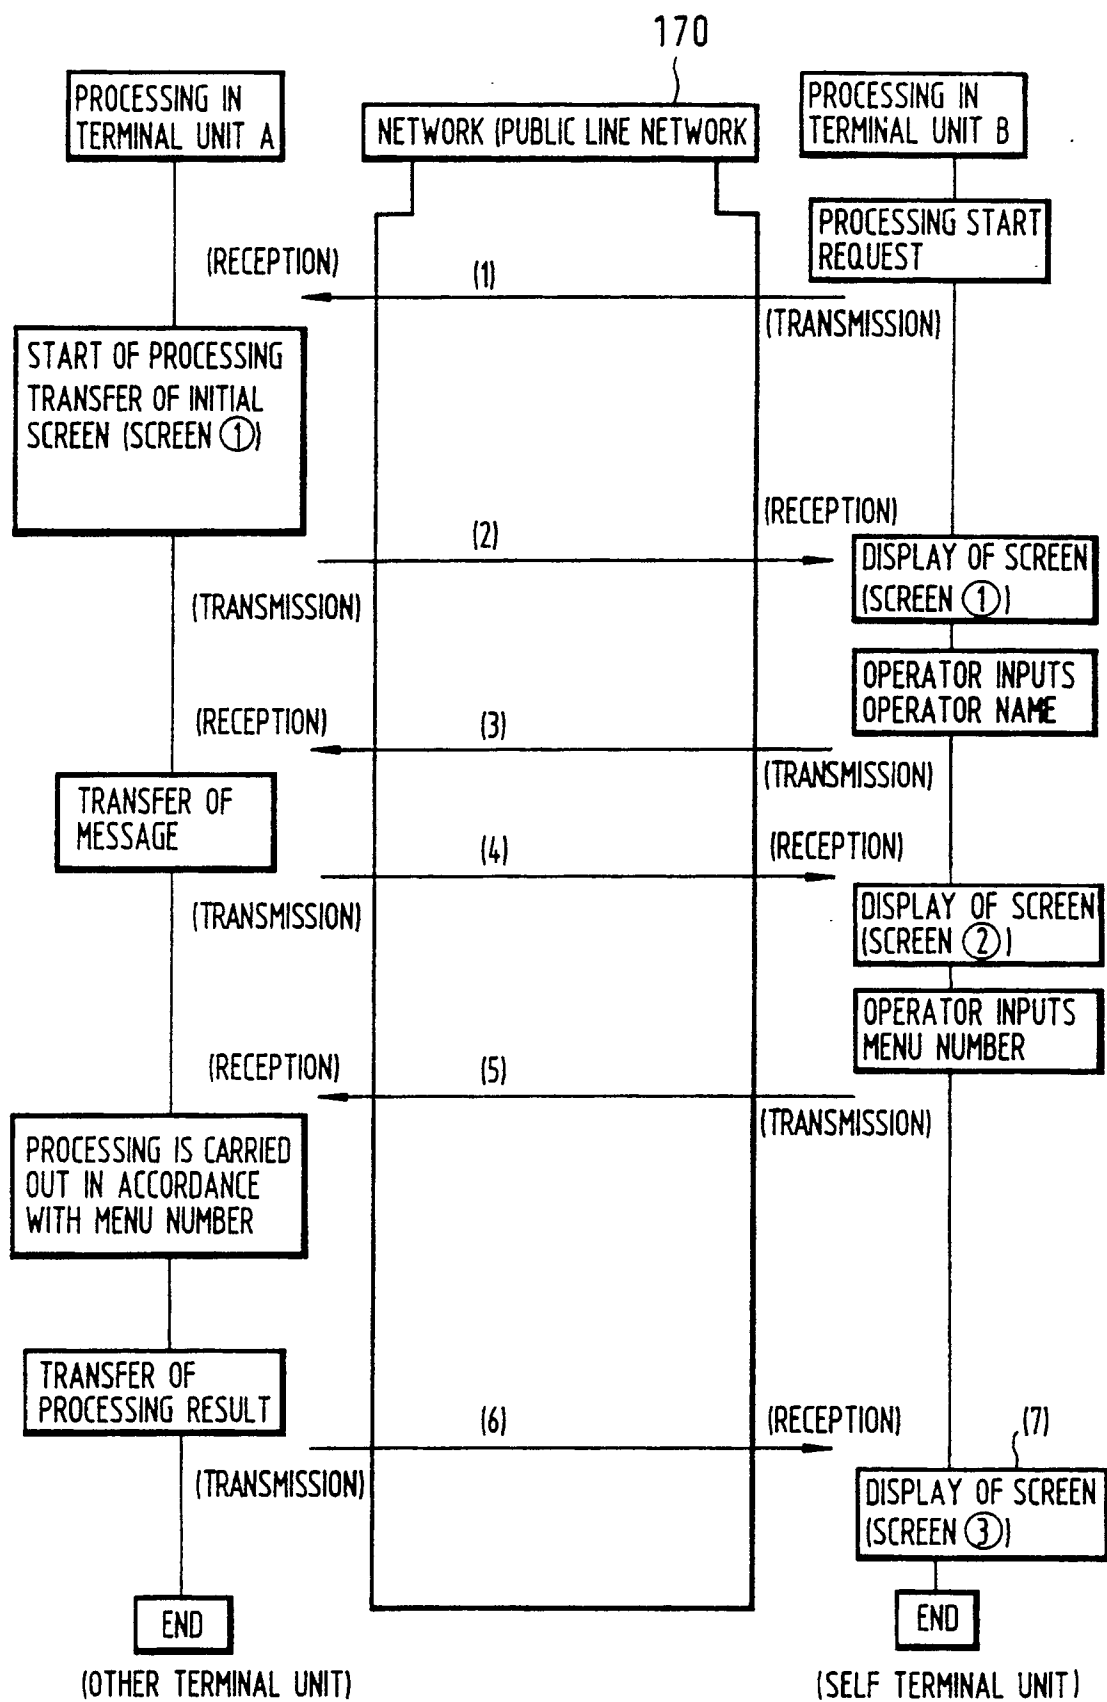 170
PROCESSING IN
TERMINAL UNIT A
NETWORK (PUBLIC LINE NETWORK
PROCESSING IN
TERMINAL UNIT B
PROCESSING START
REQUEST
(RECEPTION)
(1)
(TRANSMISSION)
START OF PROCESSING
TRANSFER OF INITIAL
SCREEN (SCREEN ①)
(RECEPTION)
(2)
(TRANSMISSION)
DISPLAY OF SCREEN
(SCREEN ①)
OPERATOR INPUTS
OPERATOR NAME
(RECEPTION)
(3)
(TRANSMISSION)
TRANSFER OF
MESSAGE
(4)
(RECEPTION)
(TRANSMISSION)
DISPLAY OF SCREEN
(SCREEN ②)
OPERATOR INPUTS
MENU NUMBER
(RECEPTION)
(5)
(TRANSMISSION)
PROCESSING IS CARRIED
OUT IN ACCORDANCE
WITH MENU NUMBER
TRANSFER OF
PROCESSING RESULT
(6)
(RECEPTION)
(7)
(TRANSMISSION)
DISPLAY OF SCREEN
(SCREEN ③)
END
END
(OTHER TERMINAL UNIT)
(SELF TERMINAL UNIT)